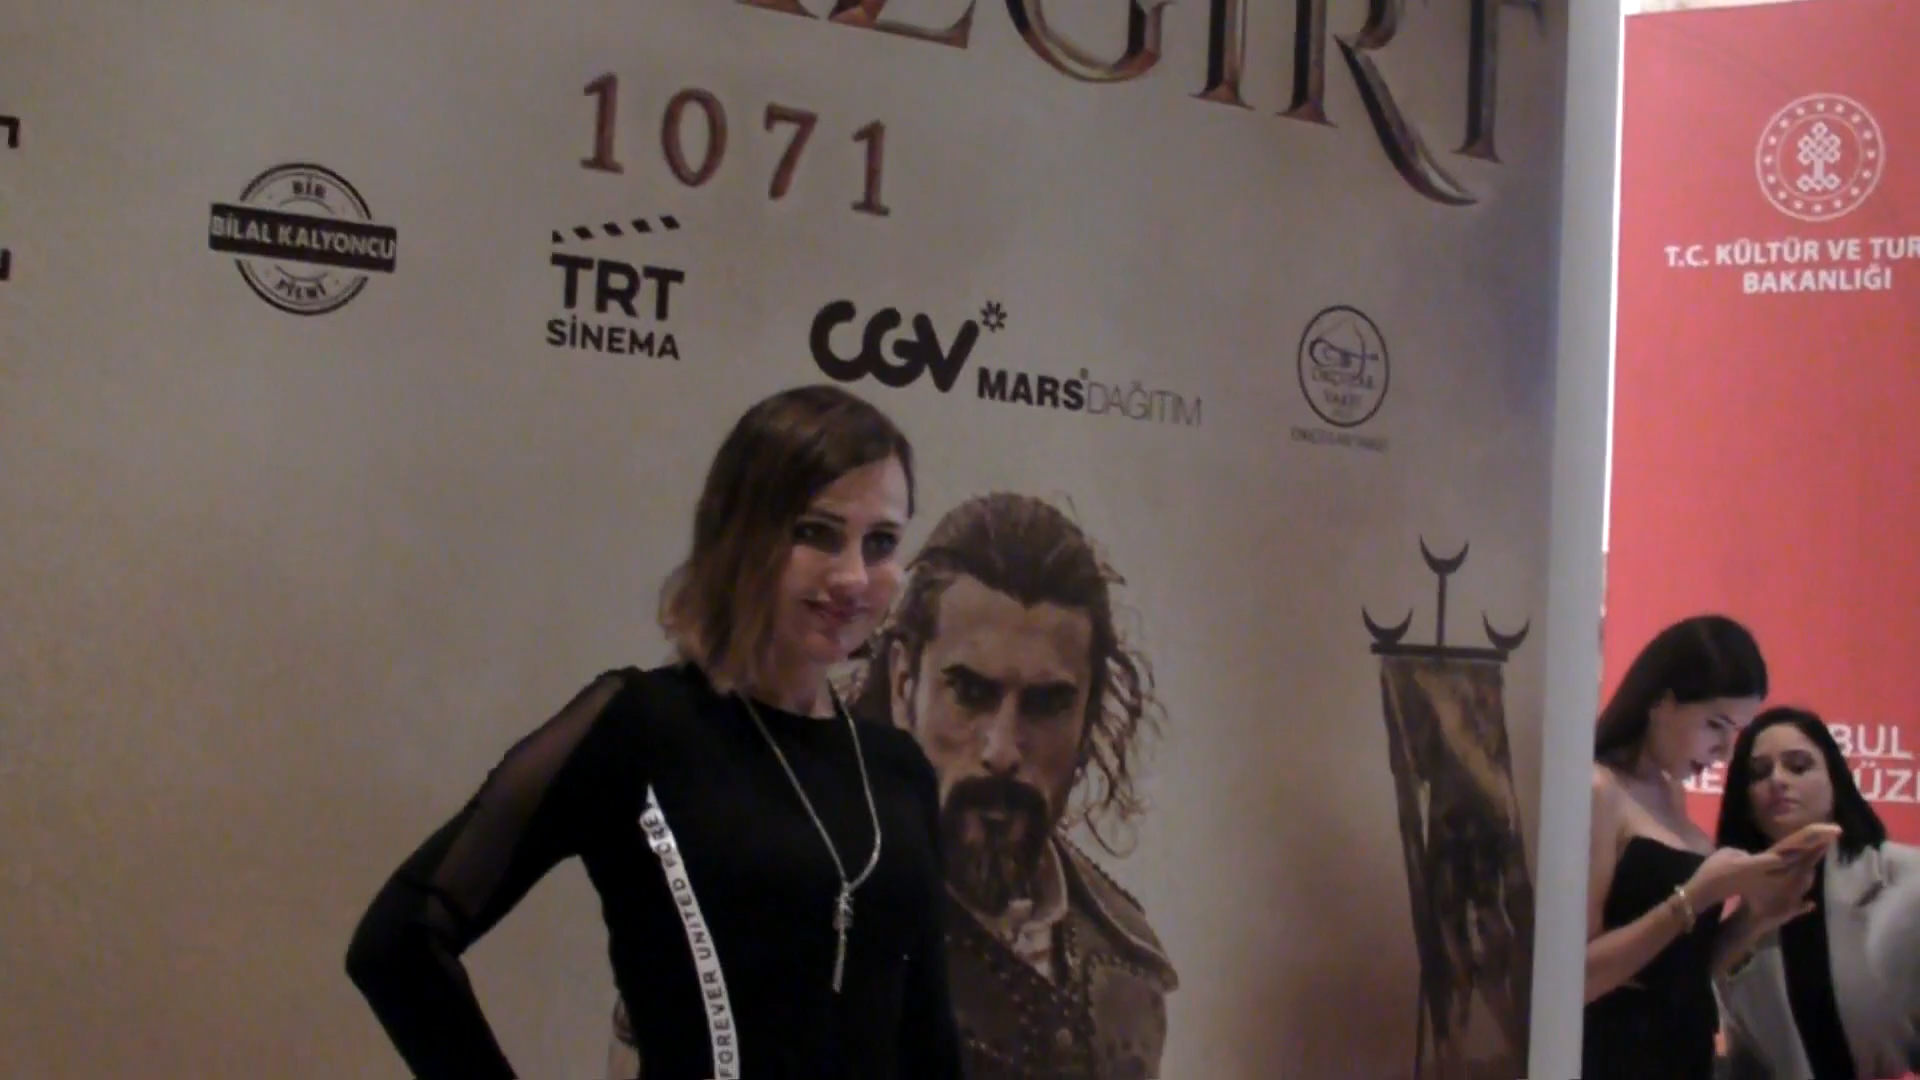 1071
BİR
BİLAL KALYONCU
FİLMİ
TRT
SİNEMA
CGV
MARS DAĞITIM
T.C. KÜLTÜR VE TUR
BAKANLIĞI
FOREVER UNITED FORE